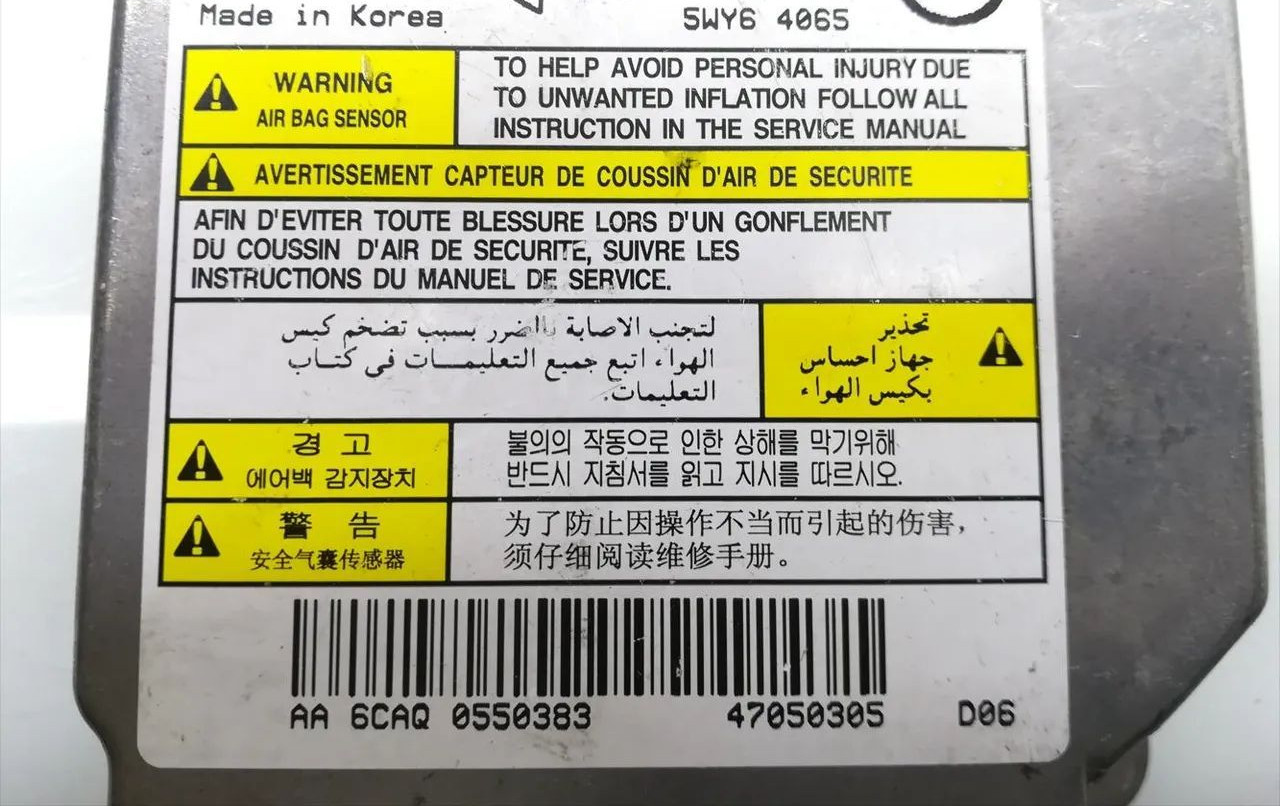 Made in Korea
5WY6 4065
WARNING
AIR BAG SENSOR
TO HELP AVOID PERSONAL INJURY DUE
TO UNWANTED INFLATION FOLLOW ALL
INSTRUCTION IN THE SERVICE MANUAL
AVERTISSEMENT CAPTEUR DE COUSSIN D'AIR DE SECURITE
AFIN D'EVITER TOUTE BLESSURE LORS D'UN GONFLEMENT
DU COUSSIN D'AIR DE SECURITE, SUIVRE LES
INSTRUCTIONS DU MANUEL DE SERVICE.
تحذير
جهاز احساس
بكيس الهواء
لتجنب الاصابة بالضرر بسبب تضخم كيس
الهواء اتبع جميع التعليمـــات في كتــاب
التعليمات.
경 고
에어백 감지장치
불의의 작동으로 인한 상해를 막기위해
반드시 지침서를 읽고 지시를 따르시오.
警 告
安全气囊传感器
为了防止因操作不当而引起的伤害，
须仔细阅读维修手册。
AA 6CAQ 0550383 47050305 D06